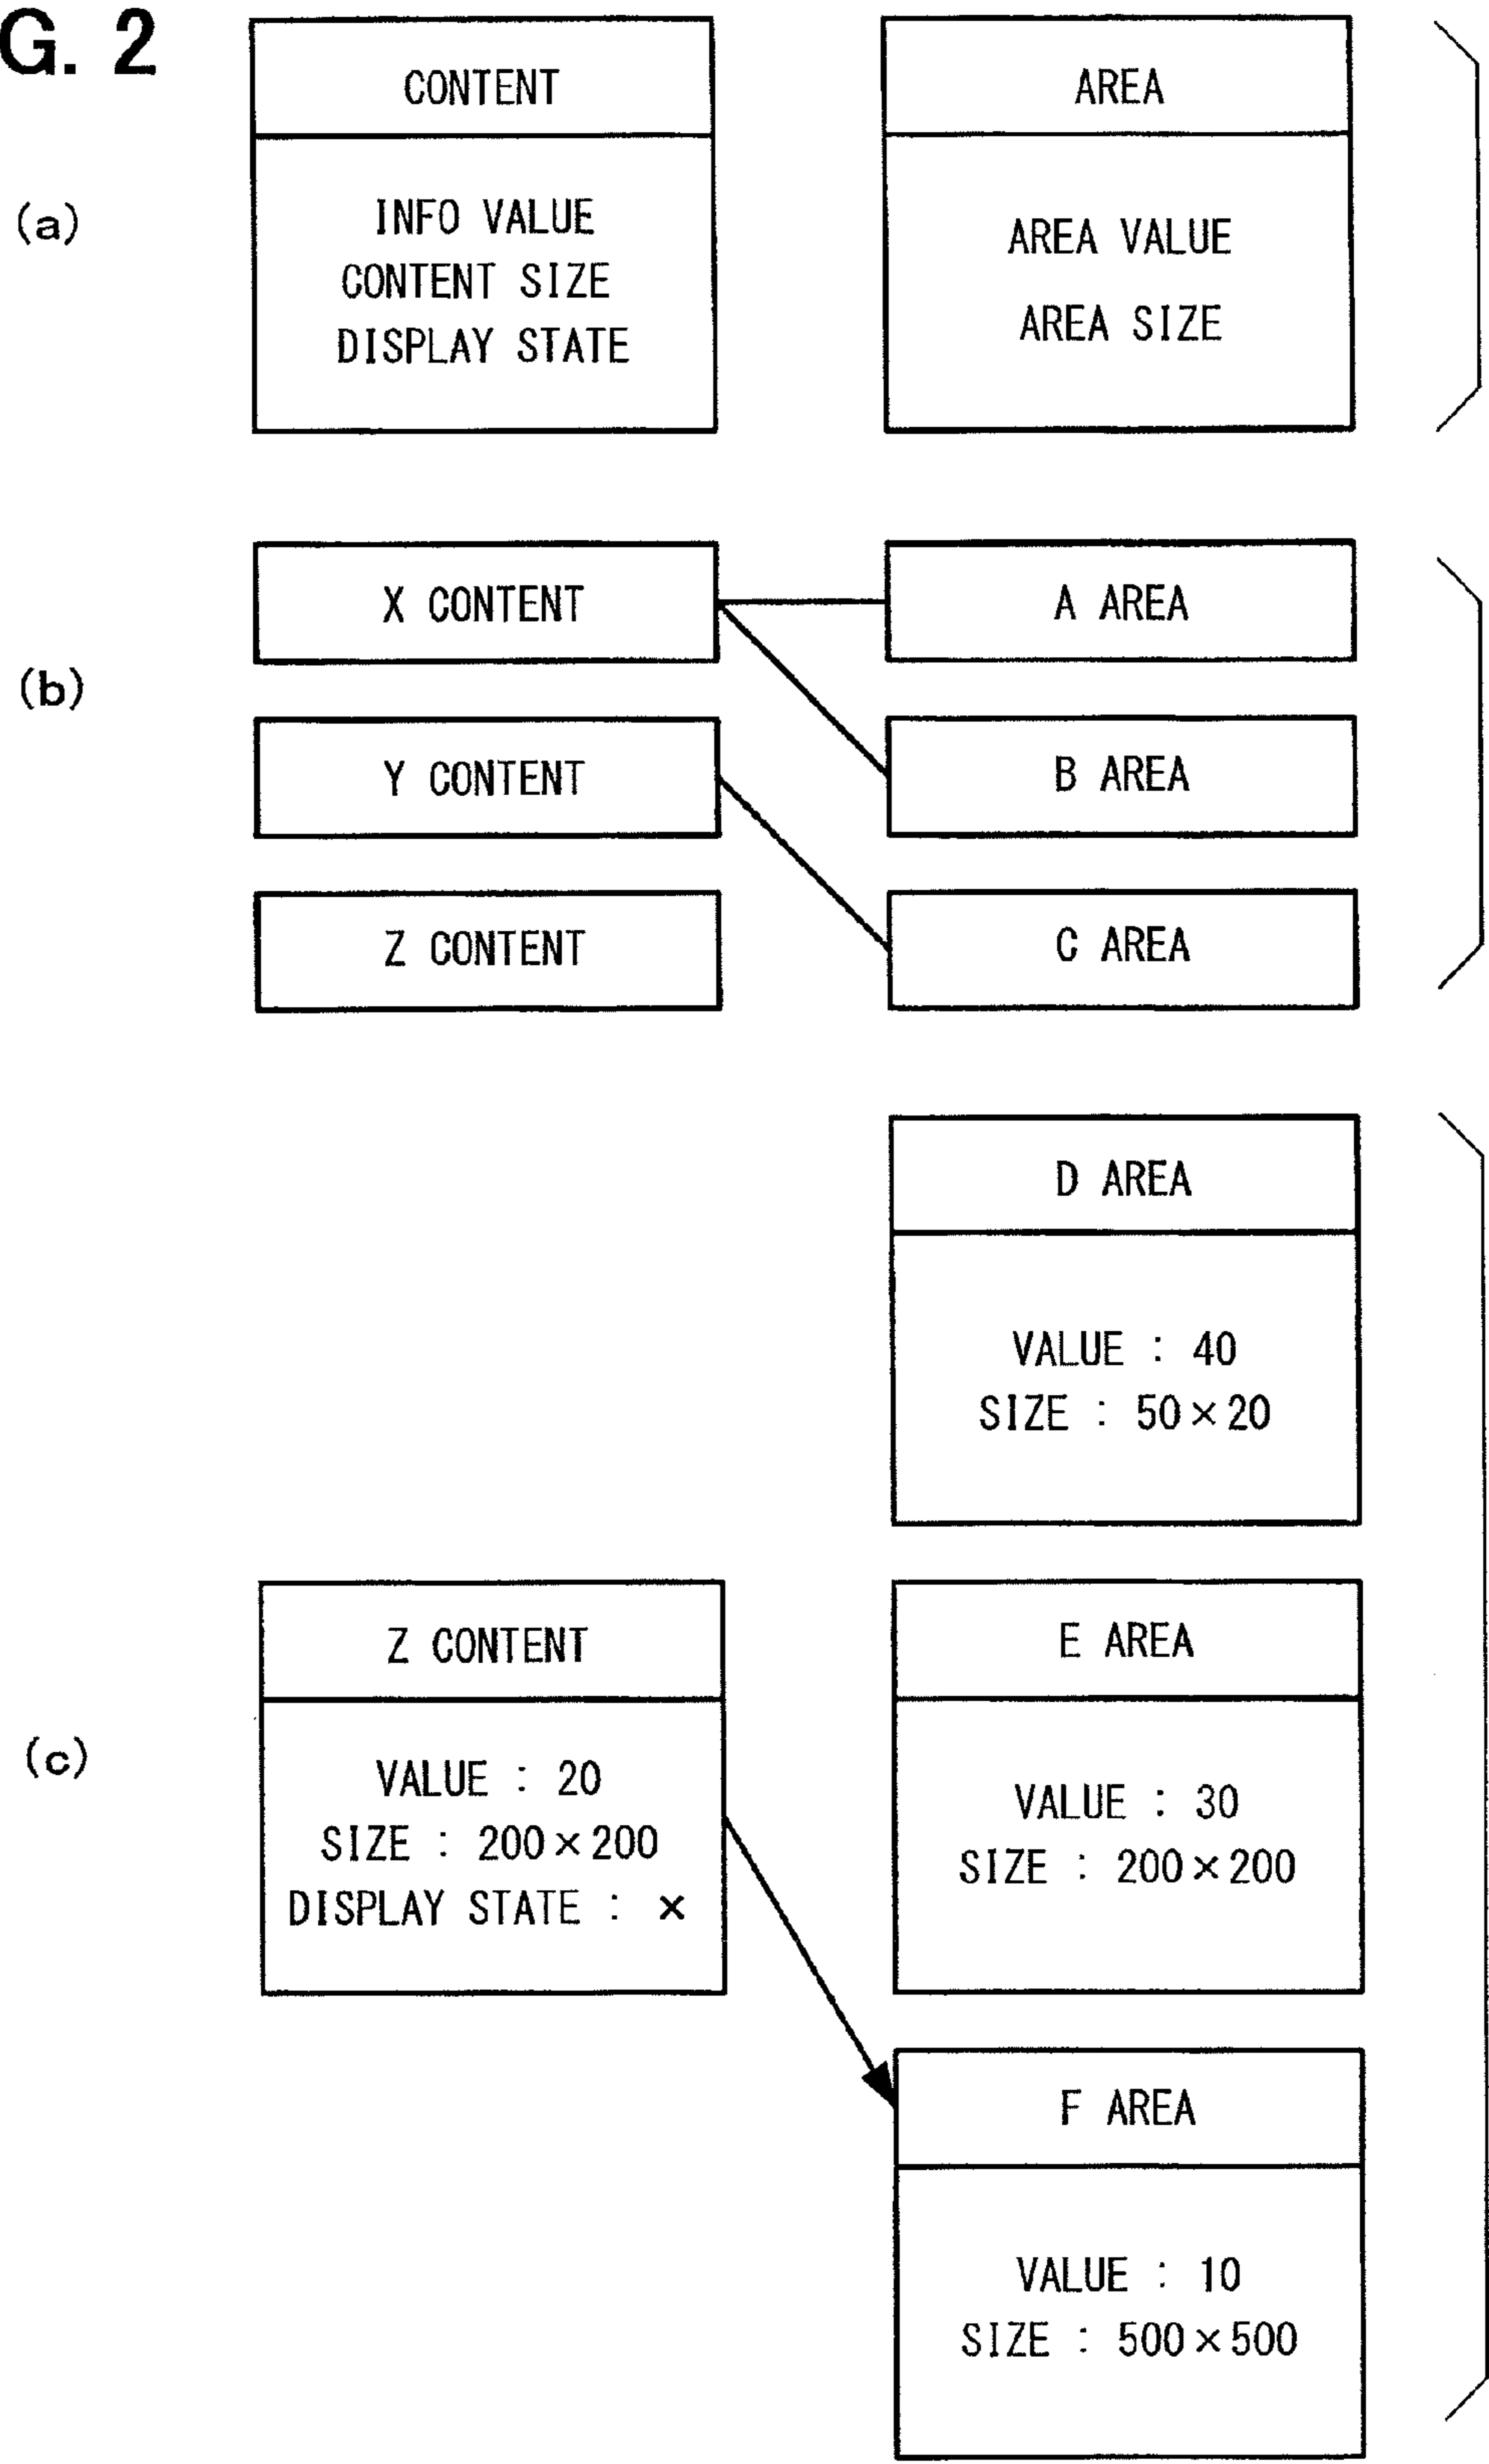 G. 2
CONTENT
INFO VALUE
CONTENT SIZE
DISPLAY STATE
AREA
AREA VALUE
AREA SIZE
(a)
(b)
X CONTENT
A AREA
Y CONTENT
B AREA
Z CONTENT
C AREA
D AREA
VALUE : 40
SIZE : 50×20
(c)
Z CONTENT
VALUE : 20
SIZE : 200×200
DISPLAY STATE : ×
E AREA
VALUE : 30
SIZE : 200×200
F AREA
VALUE : 10
SIZE : 500×500